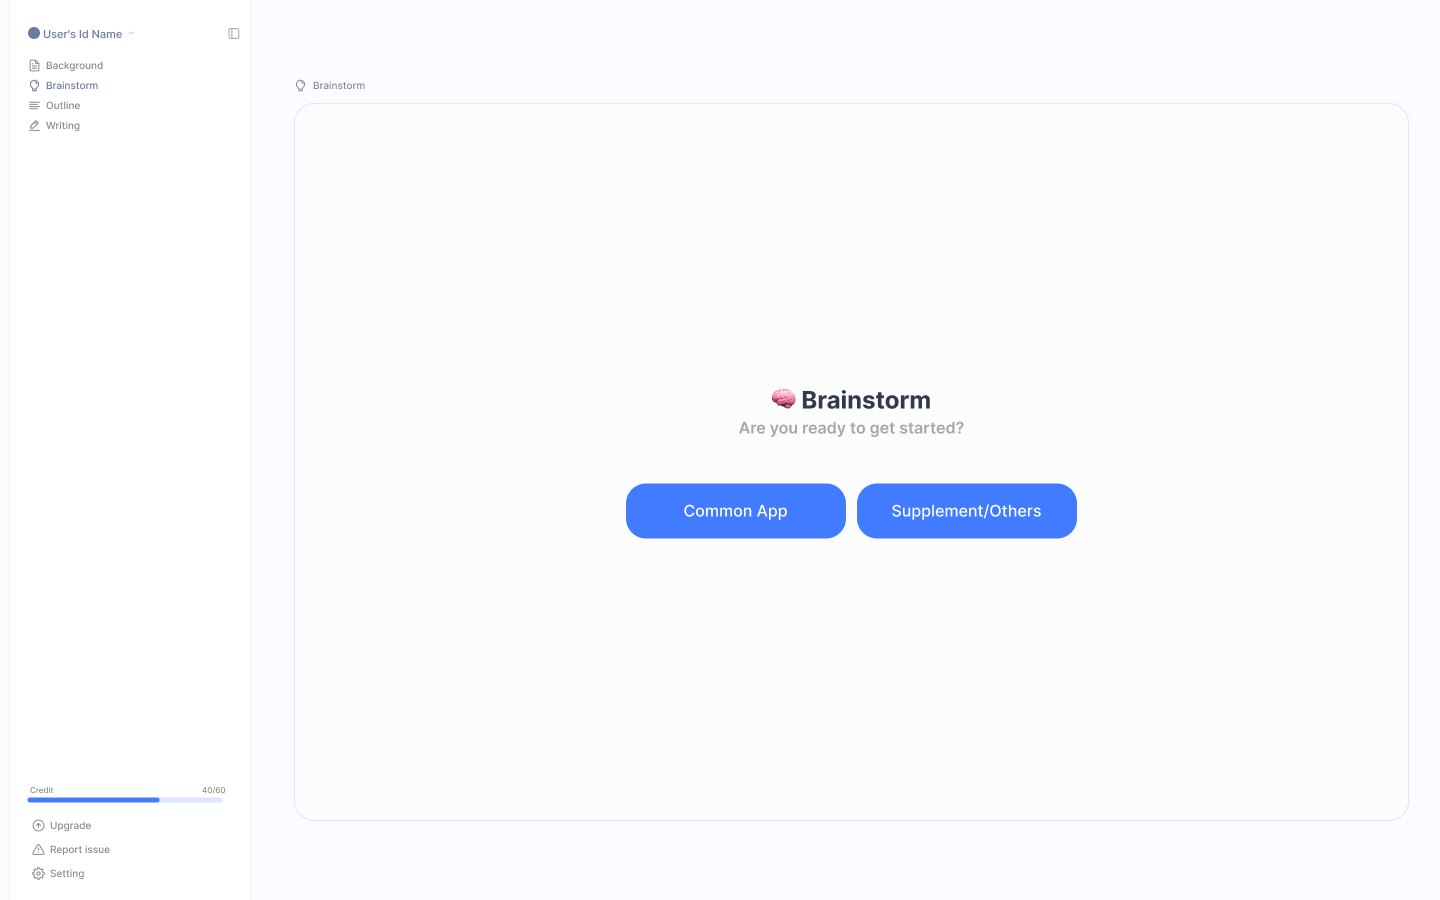 User's Id Name
Background
Brainstorm
Outline
Writing
Credit 40/60
Upgrade
Report issue
Setting
Brainstorm
🧠 Brainstorm
Are you ready to get started?
Common App
Supplement/Others